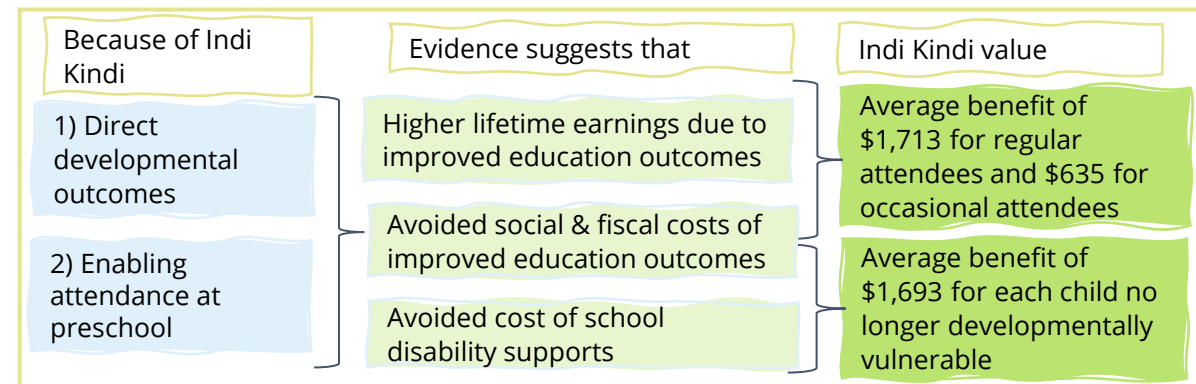 Because of Indi
Kindi
1) Direct
developmental
outcomes
2) Enabling
attendance at
preschool
Evidence suggests that
Higher lifetime earnings due to
improved education outcomes
Avoided social & fiscal costs of
improved education outcomes
Avoided cost of school
disability supports
Indi Kindi value
Average benefit of
$1,713 for regular
attendees and $635 for
occasional attendees
Average benefit of
$1,693 for each child no
longer developmentally
vulnerable